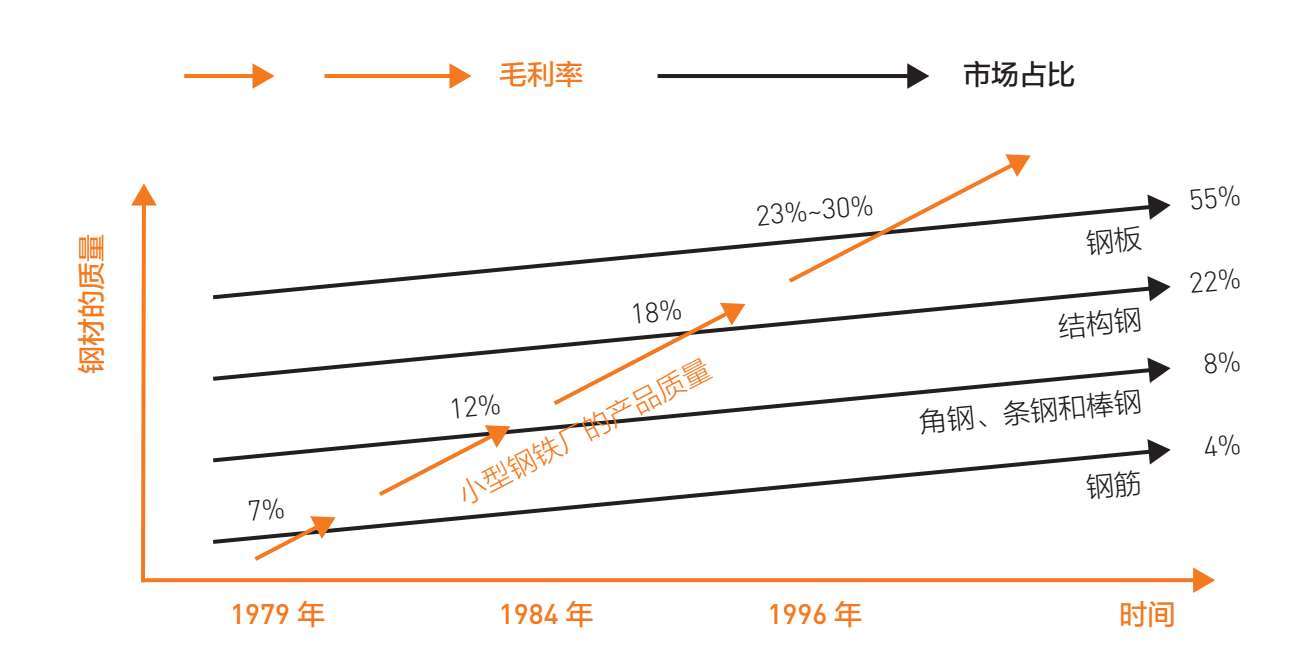 毛利率
市场占比
钢材的质量
23%~30%
55%
钢板
18%
22%
结构钢
12%
8%
角钢、条钢和棒钢
小型钢铁厂的产品质量
7%
4%
钢筋
1979 年
1984 年
1996 年
时间